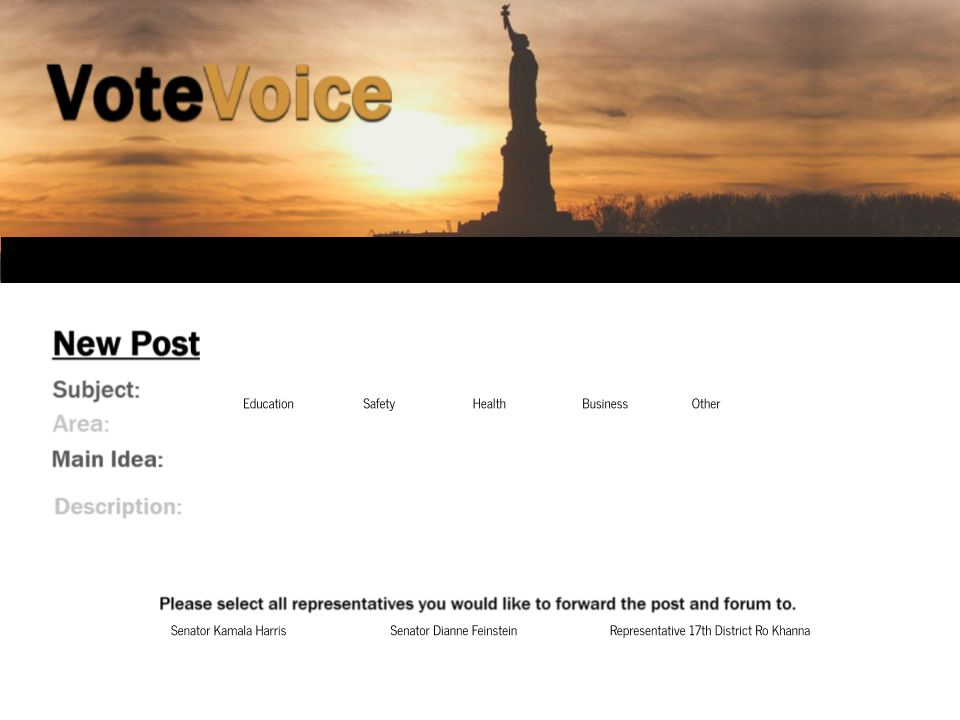 VoteVoice
New Post
Subject:
Education Safety Health Business Other
Area:
Main Idea:
Description:
Please select all representatives you would like to forward the post and forum to.
Senator Kamala Harris Senator Dianne Feinstein Representative 17th District Ro Khanna